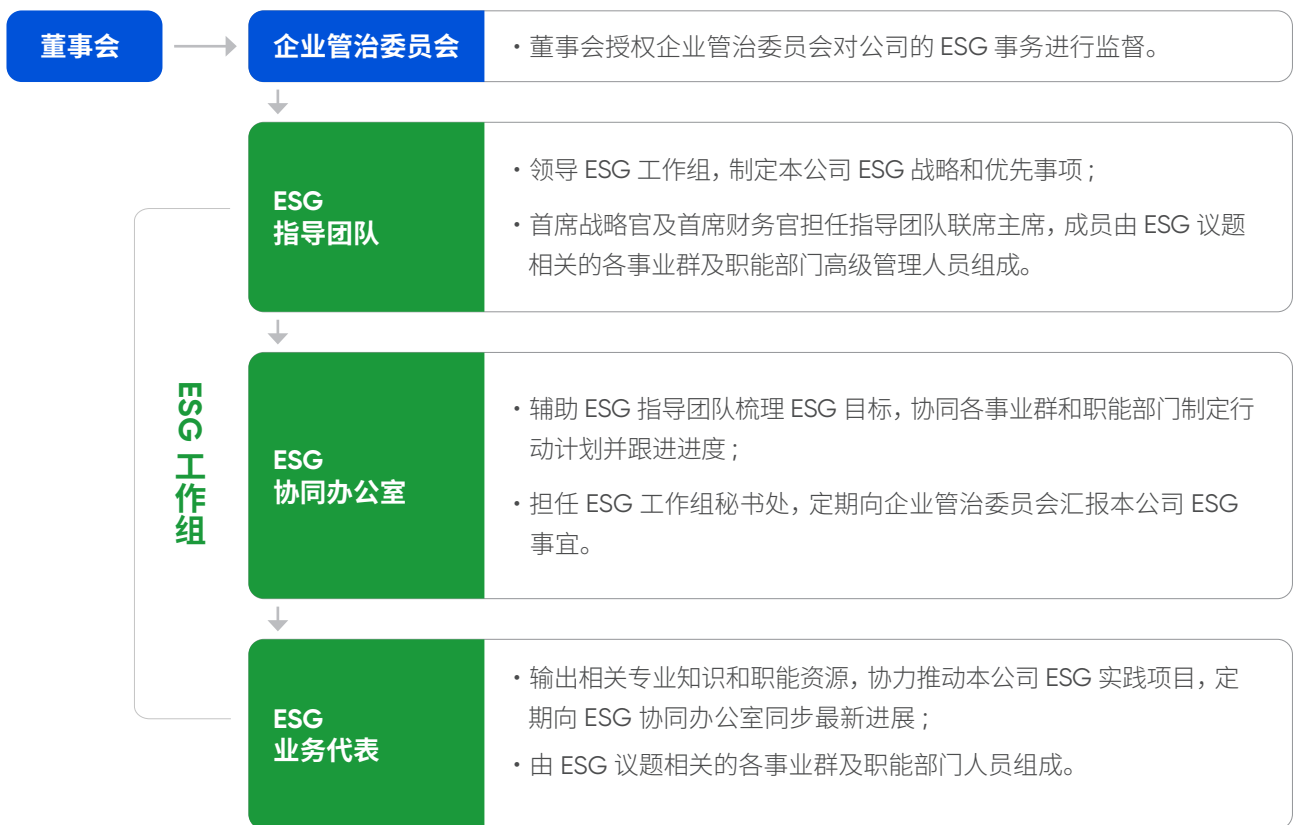 董事会
企业管治委员会
·董事会授权企业管治委员会对公司的 ESG 事务进行监督。
ESG
指导团队
·领导 ESG 工作组，制定本公司 ESG 战略和优先事项；
·首席战略官及首席财务官担任指导团队联席主席，成员由 ESG 议题
相关的各事业群及职能部门高级管理人员组成。
ESG 工作组
ESG
协同办公室
·辅助 ESG 指导团队梳理 ESG 目标，协同各事业群和职能部门制定行
动计划并跟进进度；
·担任 ESG 工作组秘书处，定期向企业管治委员会汇报本公司 ESG
事宜。
ESG
业务代表
·输出相关专业知识和职能资源，协力推动本公司 ESG 实践项目，定
期向 ESG 协同办公室同步最新进展；
·由 ESG 议题相关的各事业群及职能部门人员组成。